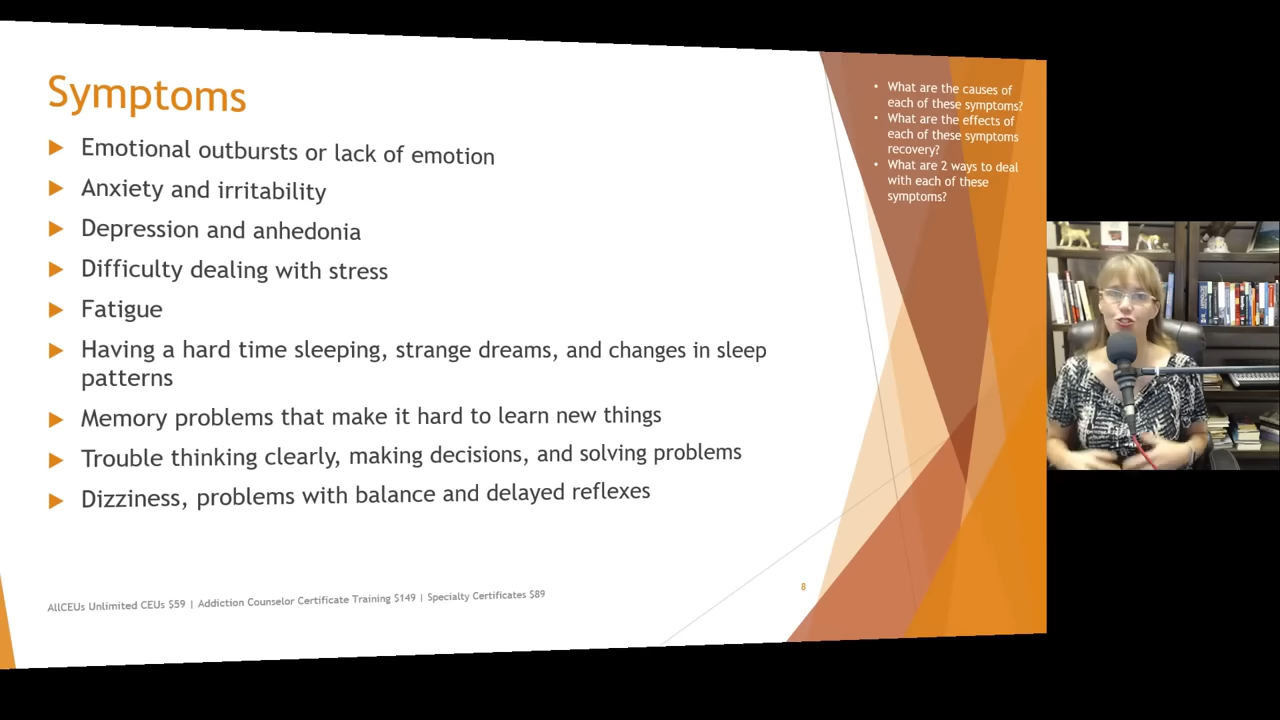 Symptoms
Emotional outbursts or lack of emotion
Anxiety and irritability
Depression and anhedonia
Difficulty dealing with stress
Fatigue
Having a hard time sleeping, strange dreams, and changes in sleep
patterns
Memory problems that make it hard to learn new things
Trouble thinking clearly, making decisions, and solving problems
Dizziness, problems with balance and delayed reflexes
• What are the causes of
each of these symptoms?
• What are the effects of
each of these symptoms
recovery?
• What are 2 ways to deal
with each of these
symptoms?
AllCEUs Unlimited CEUs $59 | Addiction Counselor Certificate Training $149 | Specialty Certificates $89
8